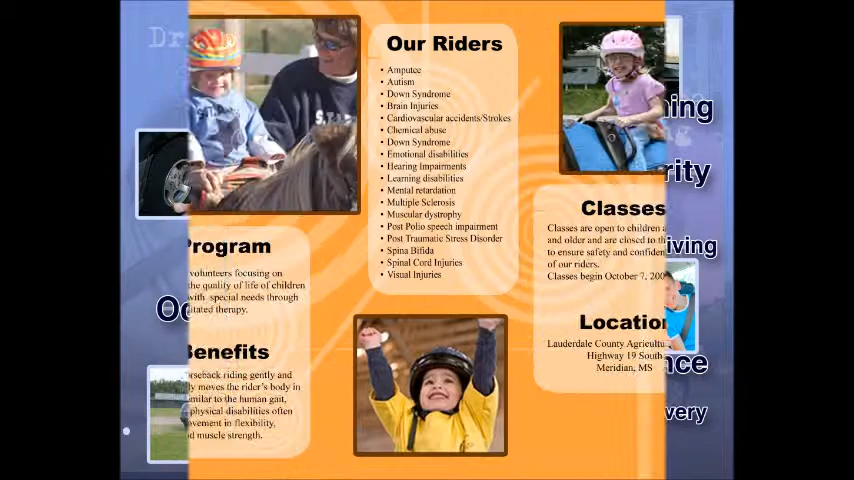 Our Riders
• Amputee
• Autism
• Down Syndrome
• Brain Injuries
• Cardiovascular accidents/Strokes
• Chemical abuse
• Down Syndrome
• Emotional disabilities
• Hearing Impairments
• Learning disabilities
• Mental retardation
• Multiple Sclerosis
• Muscular dystrophy
• Post Polio speech impairment
• Post Traumatic Stress Disorder
• Spina Bifida
• Spinal Cord Injuries
• Visual Injuries
Program
volunteers focusing on
the quality of life of children
with special needs through
litated therapy.
Benefits
rseback riding gently and
ly moves the rider's body in
milar to the human gait,
physical disabilities often
ovement in flexibility,
d muscle strength.
Classes
Classes are open to children
and older and are closed to th
to ensure safety and confiden
of our riders.
Classes begin October 7, 200
Location
Lauderdale County Agricultu
Highway 19 South
Meridian, MS
Dr
Oc
ning
rity
iving
nce
very